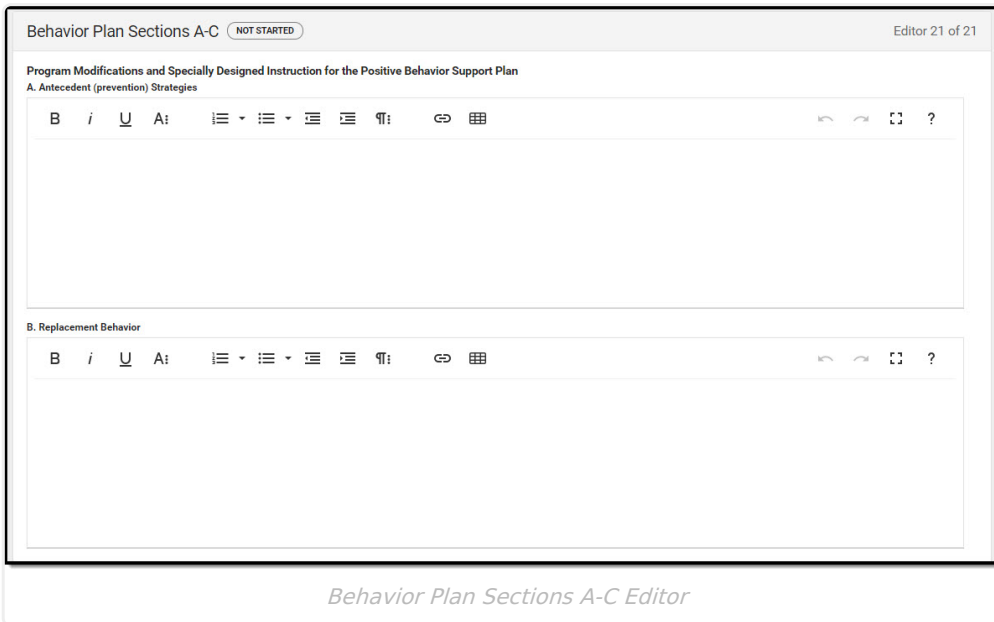 Behavior Plan Sections A-C NOT STARTED Editor 21 of 21
Program Modifications and Specially Designed Instruction for the Positive Behavior Support Plan
A. Antecedent (prevention) Strategies
B i U A ?
B. Replacement Behavior
B i U A ?
Behavior Plan Sections A-C Editor